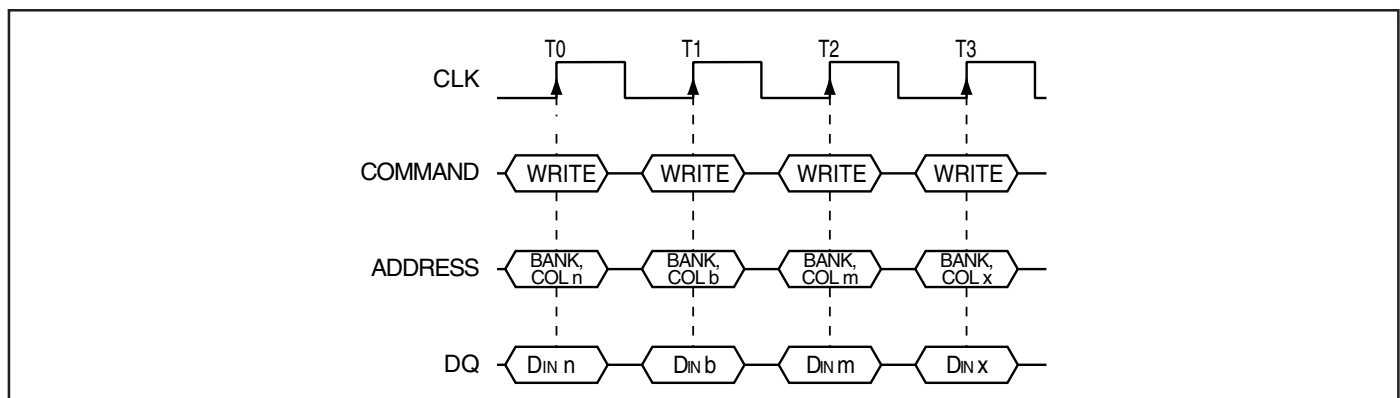 T0 T1 T2 T3
CLK
COMMAND WRITE WRITE WRITE WRITE
ADDRESS BANK, BANK, BANK, BANK,
COL n COL b COL m COL x
DQ DIN n DIN b DIN m DIN x